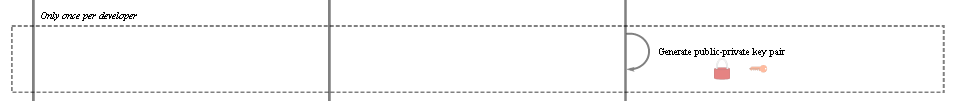 Only once per developer
Generate public-private key pair